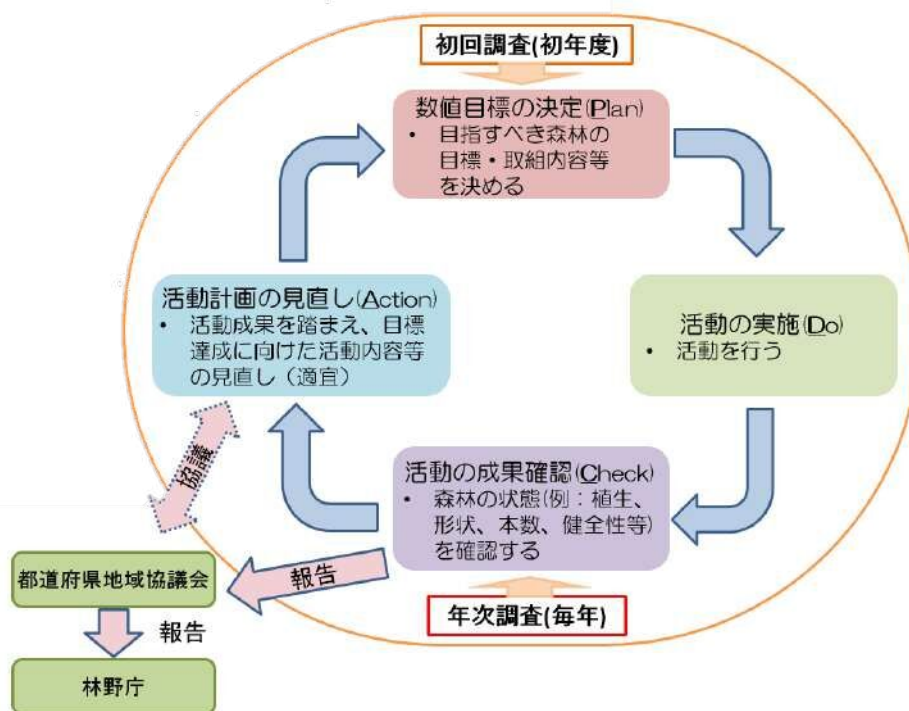 初回調査(初年度)
数値目標の決定(Plan)
・ 目指すべき森林の
目標・取組内容等
を決める
活動計画の見直し(Action)
・ 活動成果を踏まえ、目標
達成に向けた活動内容等
の見直し（適宜）
活動の実施(Do)
・ 活動を行う
協議
活動の成果確認(Check)
・ 森林の状態(例：植生、
形状、本数、健全性等)
を確認する
都道府県地域協議会
報告
年次調査(毎年)
報告
林野庁